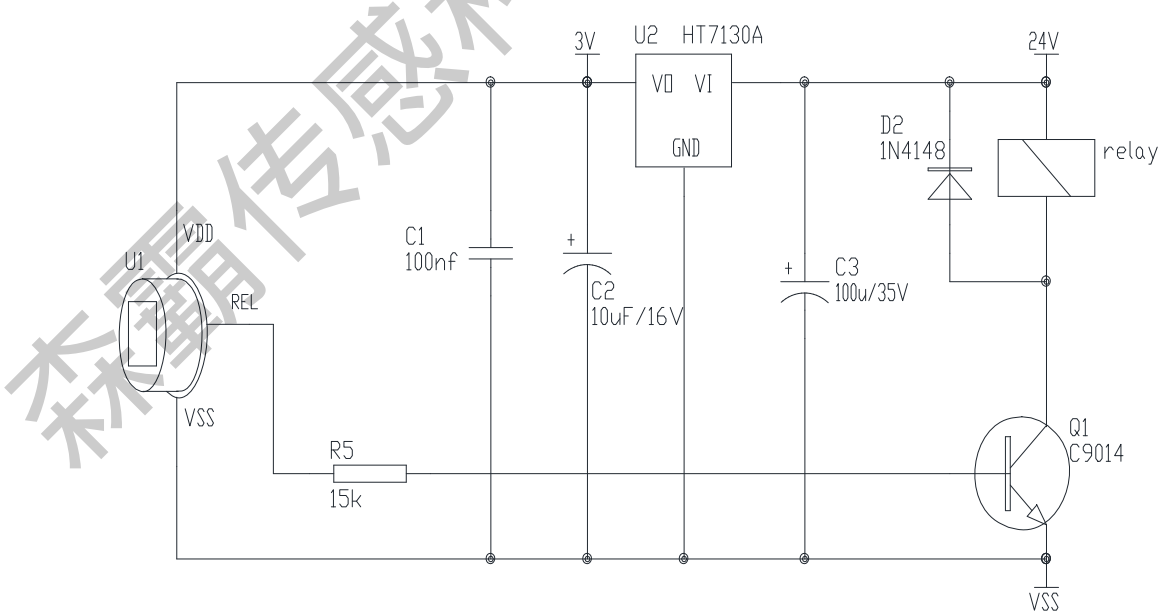 3V
U2 HT7130A
24V
VO VI
GND
D2
1N4148
relay
VDD
U1
C1
100nf
+
C2
10uF/16V
+
C3
100u/35V
REL
VSS
R5
15k
Q1
C9014
VSS
森霸传感